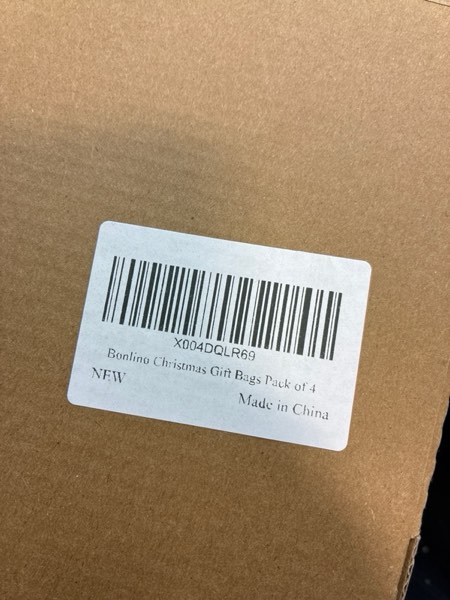 X004DQLR69
Bonlino Christmas Gift Bags Pack of 4
NEW
Made in China